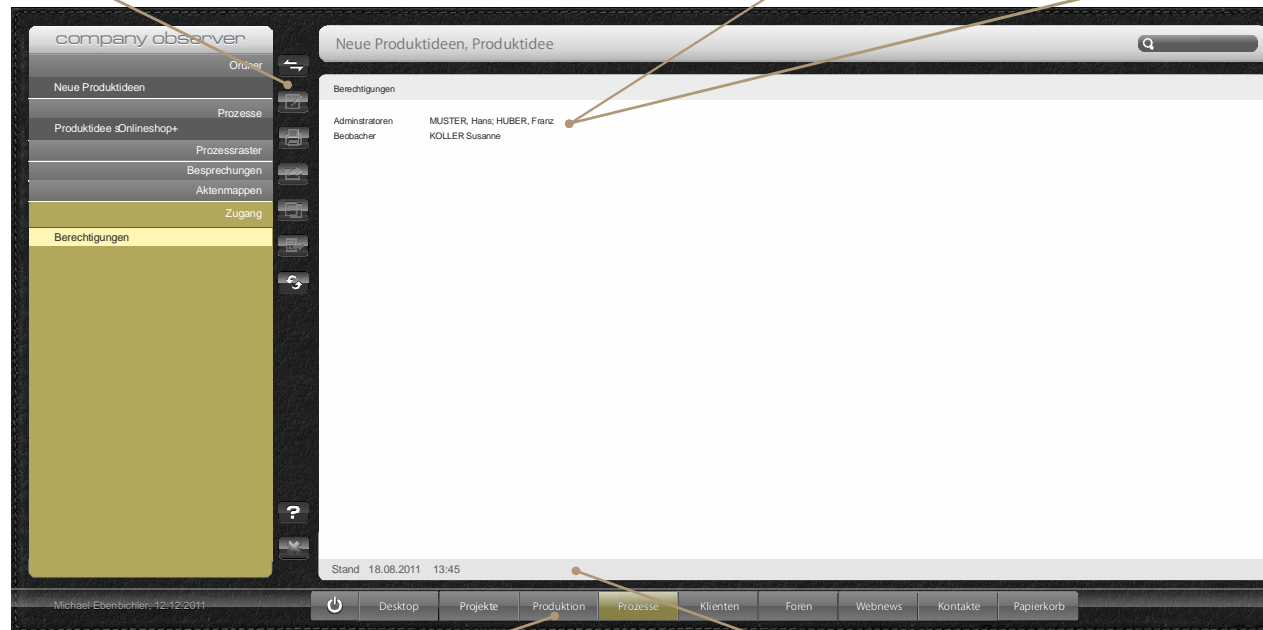 company observer
Ordner
Neue Produktideen
Prozesse
Produktidee sOnlineshop+
Prozessraster
Besprechungen
Aktenmappen
Zugang
Berechtigungen
Neue Produktideen, Produktidee
Berechtigungen
Adminstratoren MUSTER, Hans; HUBER, Franz
Beobacher KOLLER Susanne
?
Stand 18.08.2011 13:45
Michael Ebenbichler, 12.12.2011
Desktop Projekte Produktion Prozesse Klienten Foren Webnews Kontakte Papierkorb